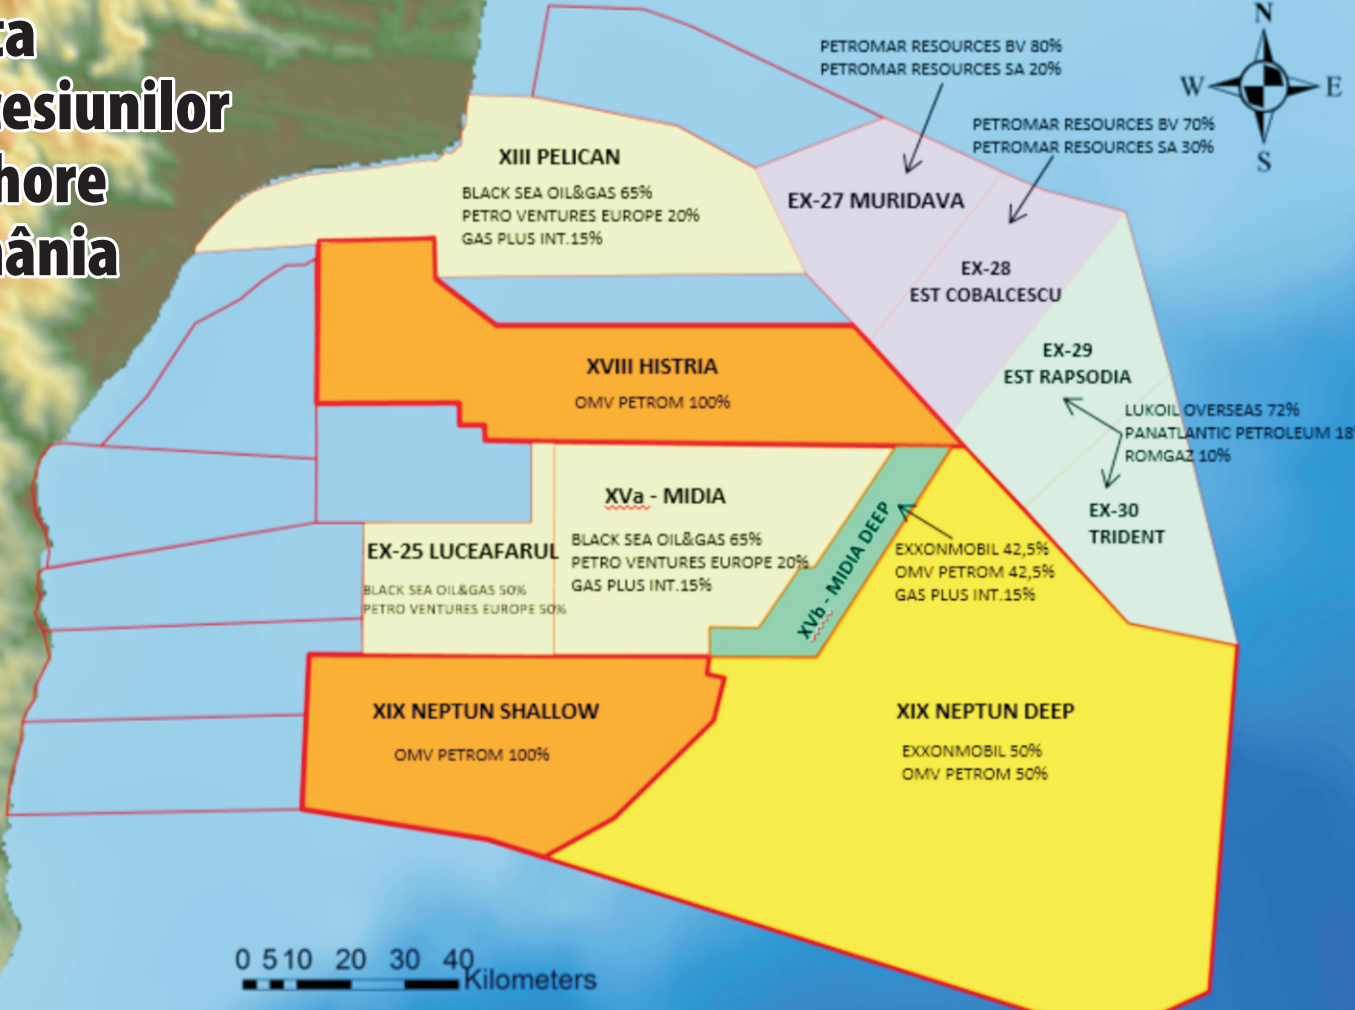 ta
cesiunilor
hore
mânia
N
W E
S
PETROMAR RESOURCES BV 80%
PETROMAR RESOURCES SA 20%
PETROMAR RESOURCES BV 70%
PETROMAR RESOURCES SA 30%
XIII PELICAN
BLACK SEA OIL&GAS 65%
PETRO VENTURES EUROPE 20%
GAS PLUS INT.15%
EX-27 MURIDAVA
EX-28
EST COBALCESCU
EX-29
EST RAPSODIA
LUKOIL OVERSEAS 72%
PANATLANTIC PETROLEUM 18%
ROMGAZ 10%
EX-30
TRIDENT
XVIII HISTRIA
OMV PETROM 100%
XVa - MIDIA
BLACK SEA OIL&GAS 65%
PETRO VENTURES EUROPE 20%
GAS PLUS INT.15%
EX-25 LUCEAFARUL
BLACK SEA OIL&GAS 50%
PETRO VENTURES EUROPE 50%
XVb - MIDIA DEEP
EXXONMOBIL 42,5%
OMV PETROM 42,5%
GAS PLUS INT.15%
XIX NEPTUN SHALLOW
OMV PETROM 100%
XIX NEPTUN DEEP
EXXONMOBIL 50%
OMV PETROM 50%
0 5 10 20 30 40
Kilometers